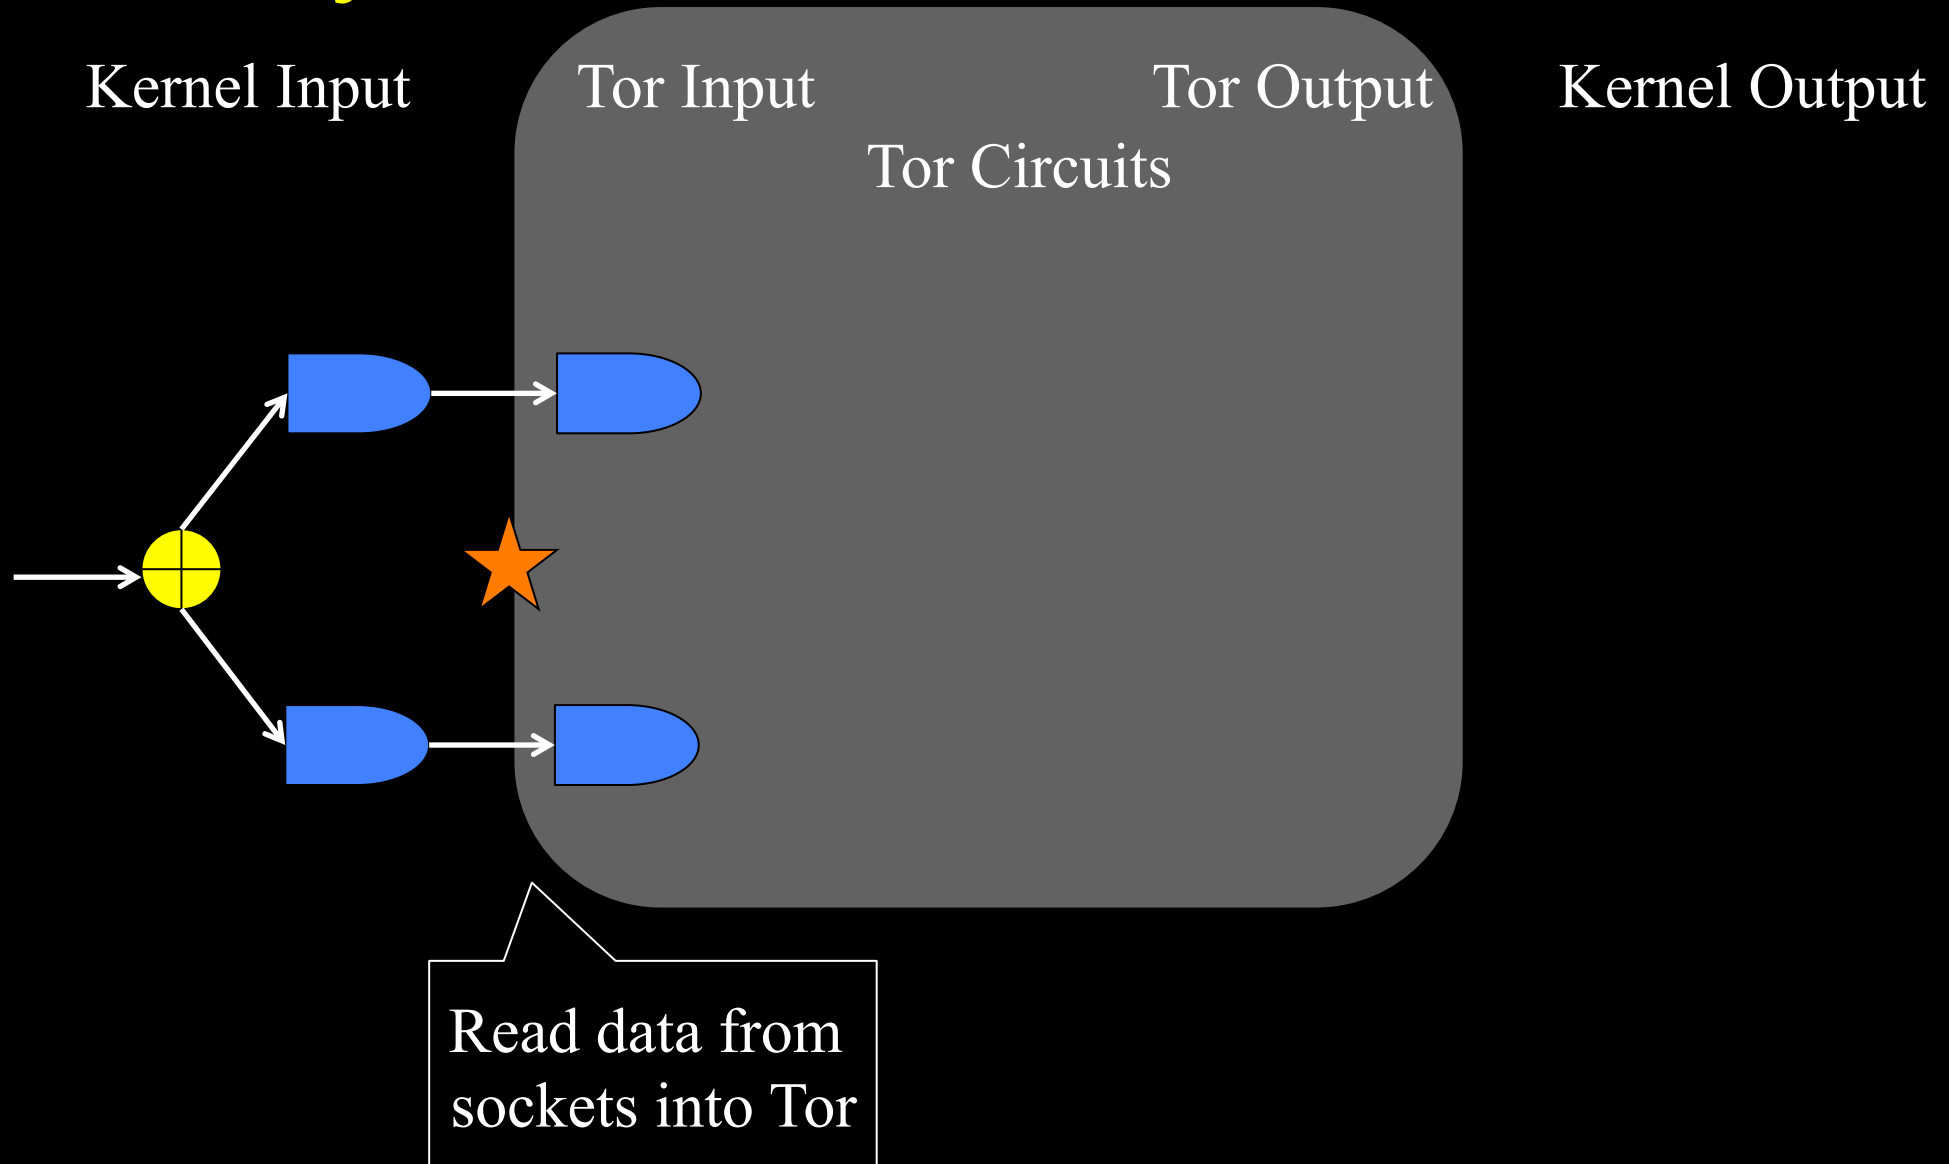 Kernel Input
Tor Input
Tor Output
Kernel Output
Tor Circuits
Read data from
sockets into Tor